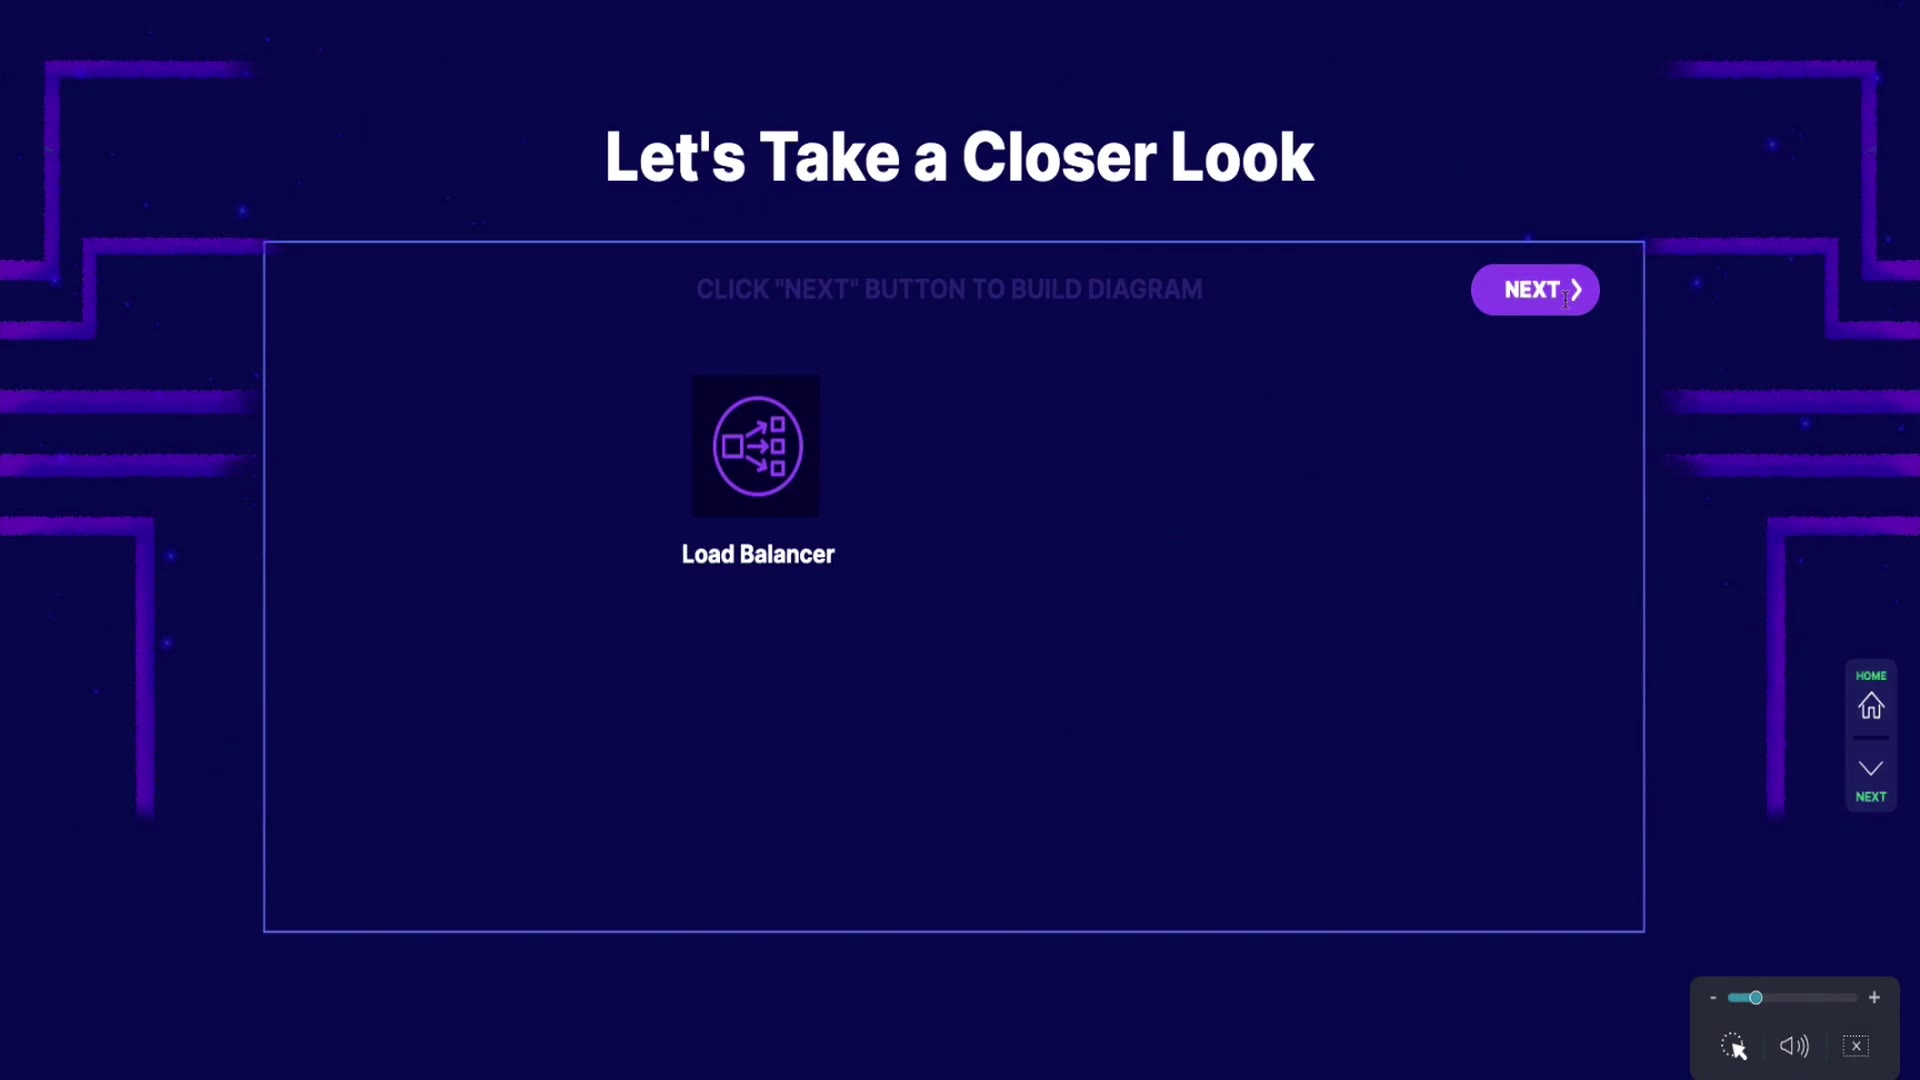 Let's Take a Closer Look
CLICK "NEXT" BUTTON TO BUILD DIAGRAM
NEXT
Load Balancer
HOME
NEXT
- +
x